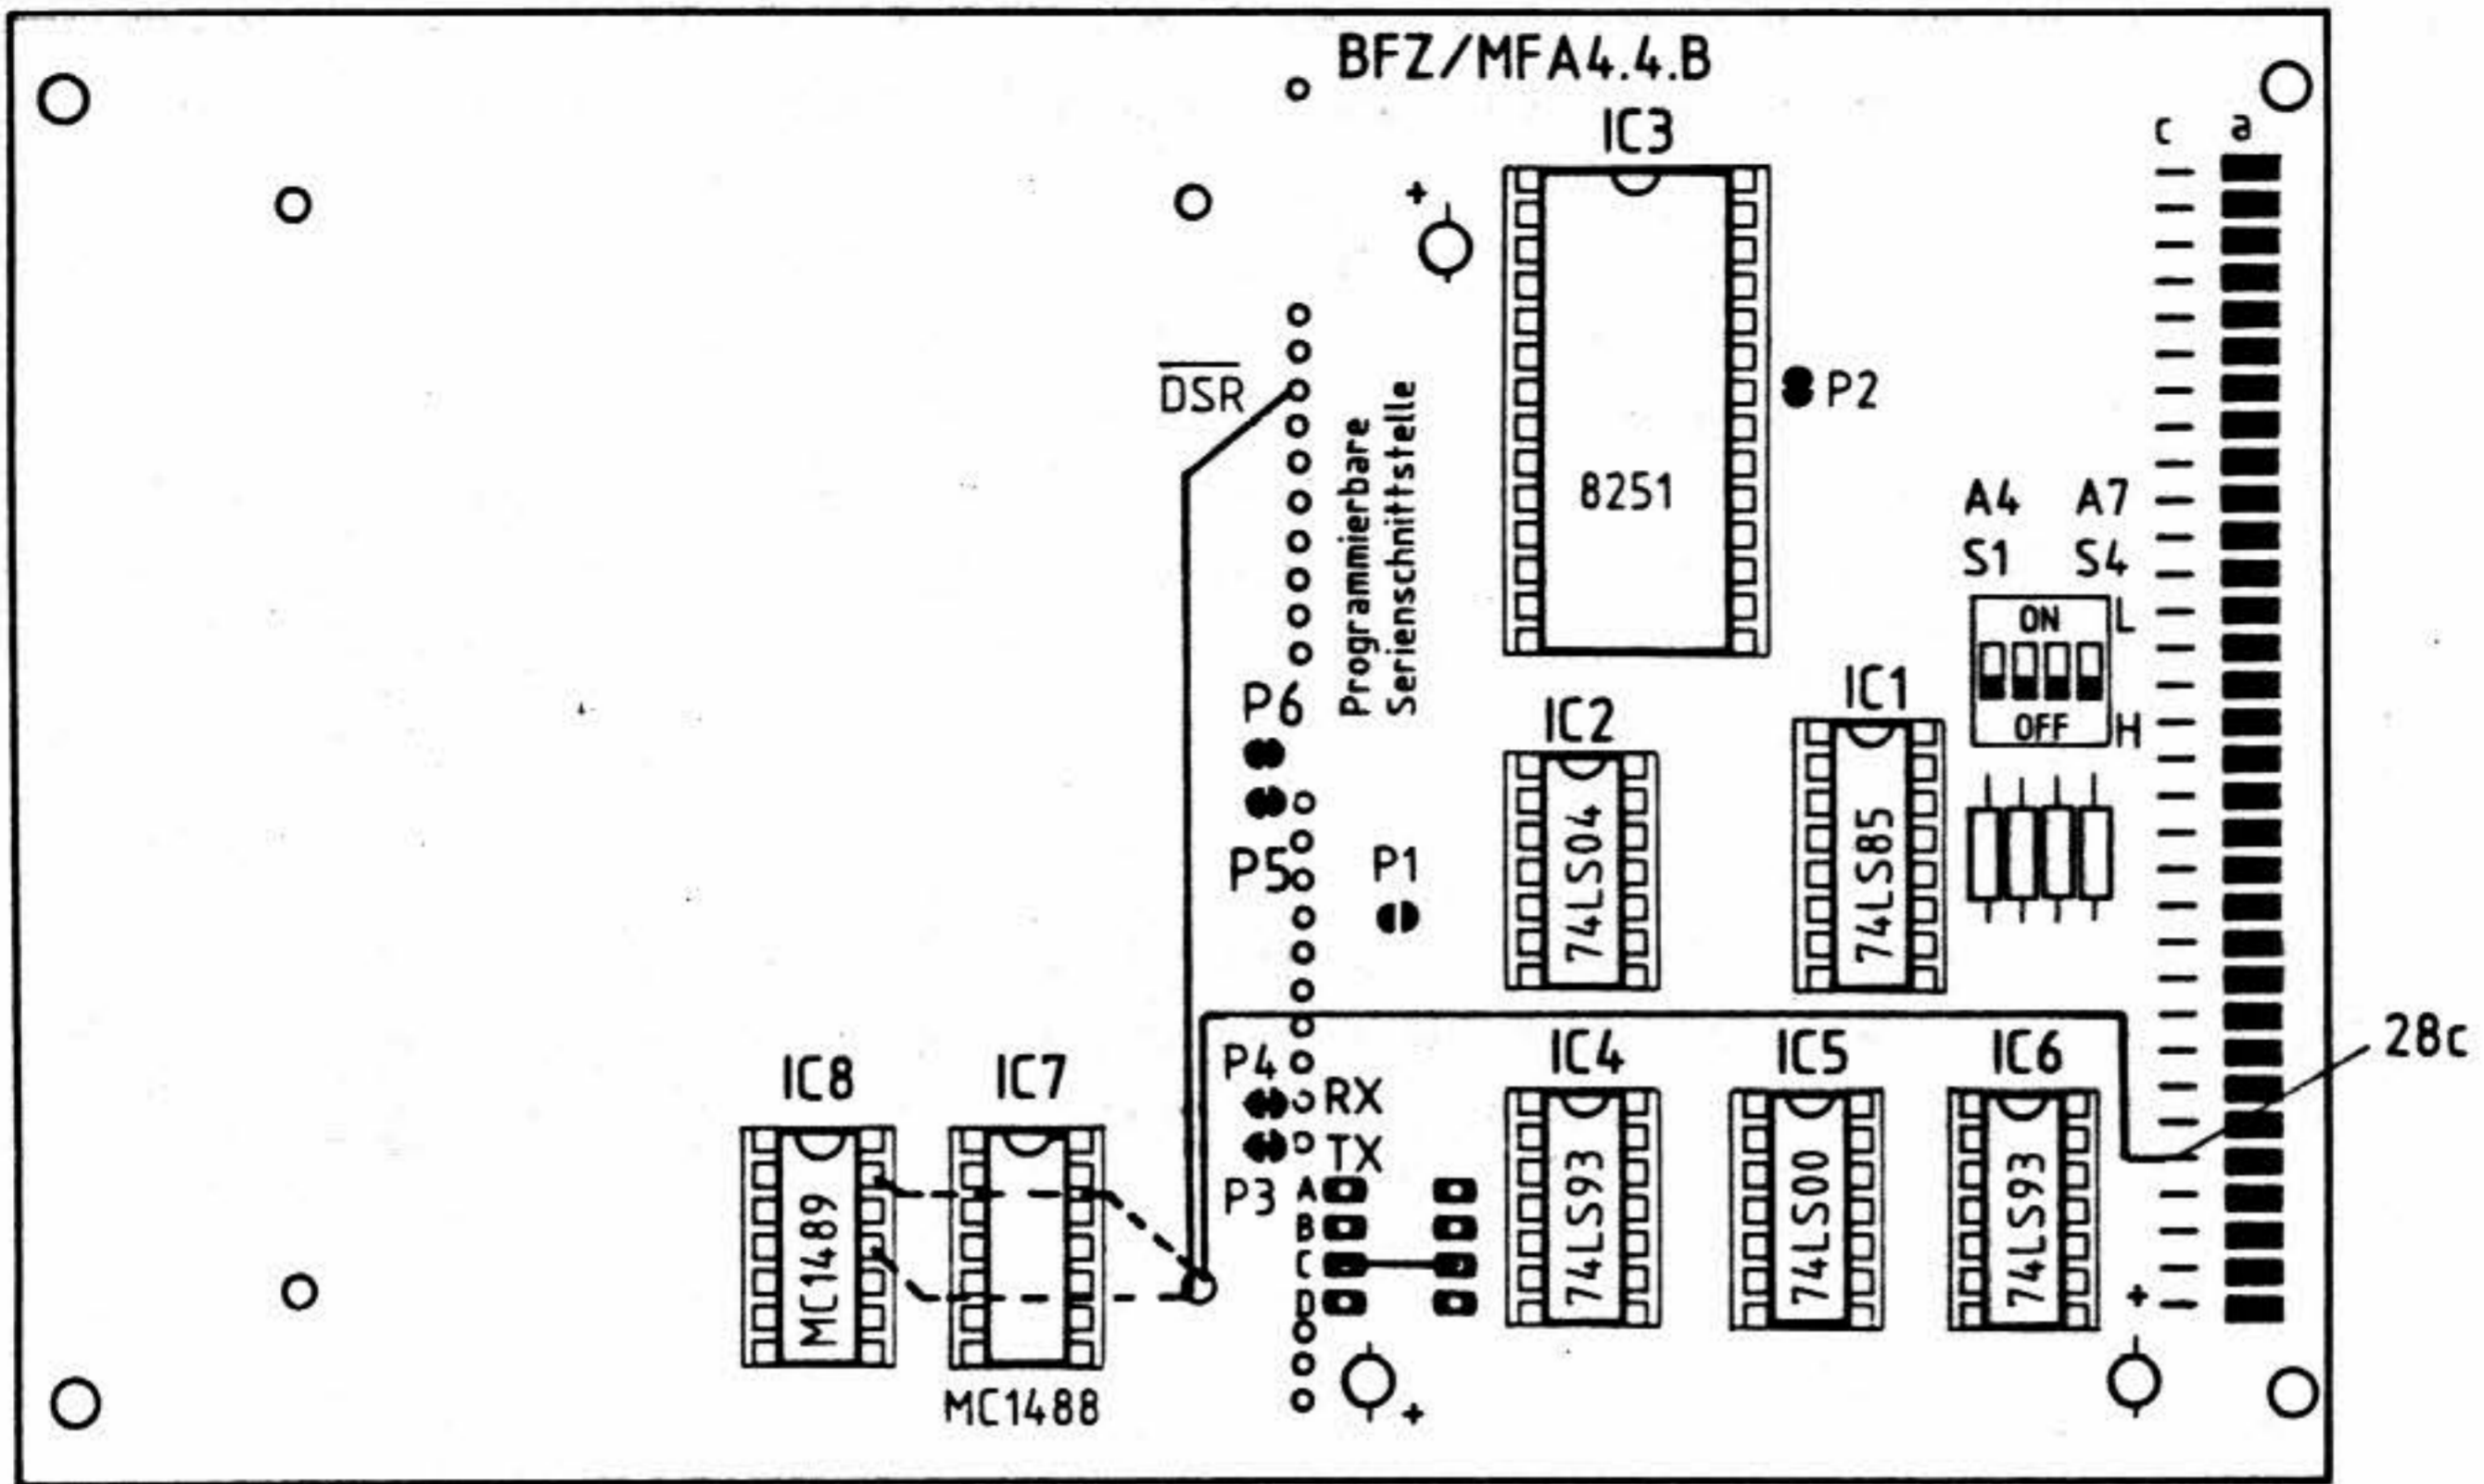 BFZ/MFA4.4.B
IC3
c a
+
DSR
P2
8251
Programmierbare
Serienschnittstelle
A4 A7
S1 S4
ON L
OFF H
P6
IC2
IC1
74LS04
74LS85
P5
P1
28c
P4
RX
TX
P3
A
B
C
D
IC8
IC7
IC4
IC5
IC6
MC1489
74LS93
74LS00
74LS93
+
MC1488
+